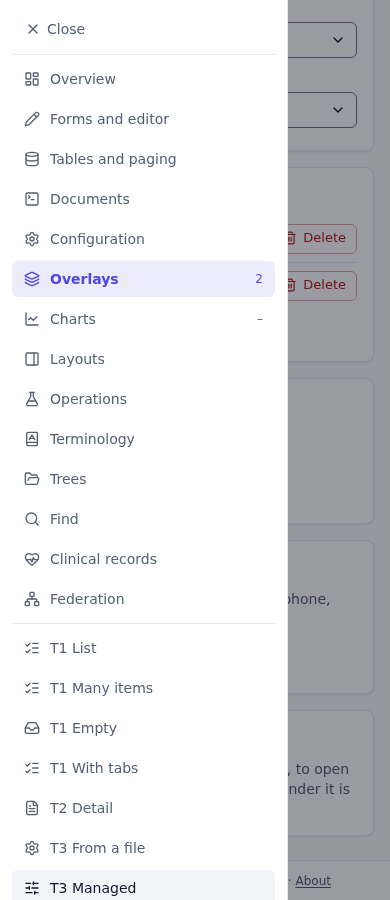 Close
Overview
Forms and editor
Tables and paging
Documents
Configuration
Delete
Overlays 2
Delete
Charts –
Layouts
Operations
Terminology
Trees
Find
Clinical records
Federation
T1 List
T1 Many items
T1 Empty
T1 With tabs
, to open
nder it is
T2 Detail
T3 From a file
T3 Managed
· About